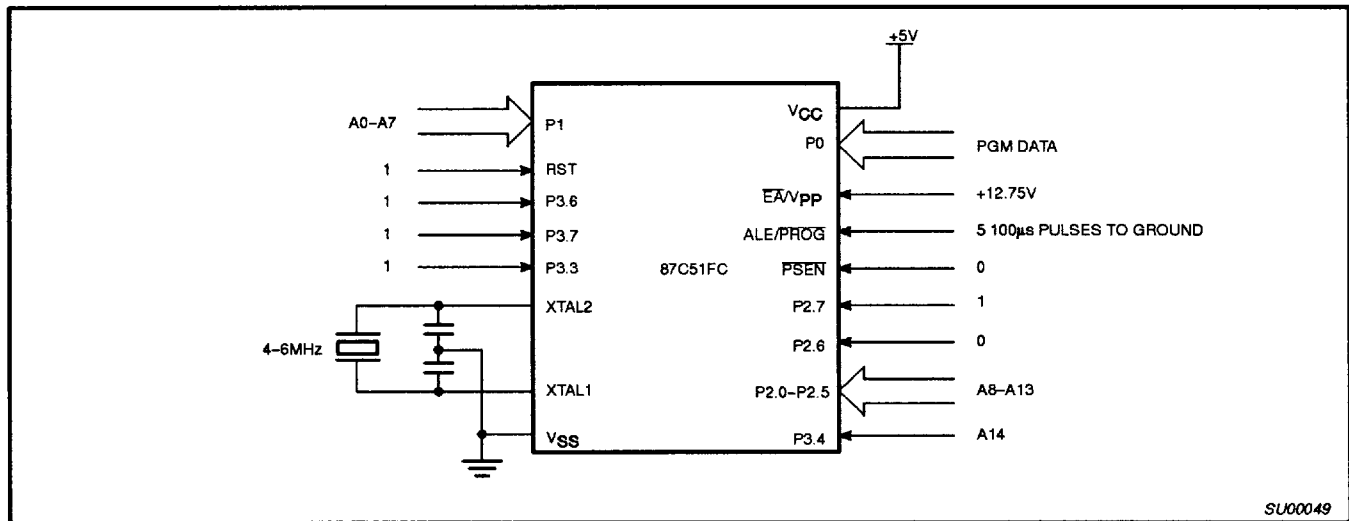 +5V
A0–A7
P1
VCC
P0
PGM DATA
1
RST
EA/VPP
+12.75V
1
P3.6
ALE/PROG
5 100µs PULSES TO GROUND
1
P3.7
87C51FC
PSEN
0
1
P3.3
P2.7
1
XTAL2
P2.6
0
4–6MHz
XTAL1
P2.0–P2.5
A8–A13
VSS
P3.4
A14
SU00049